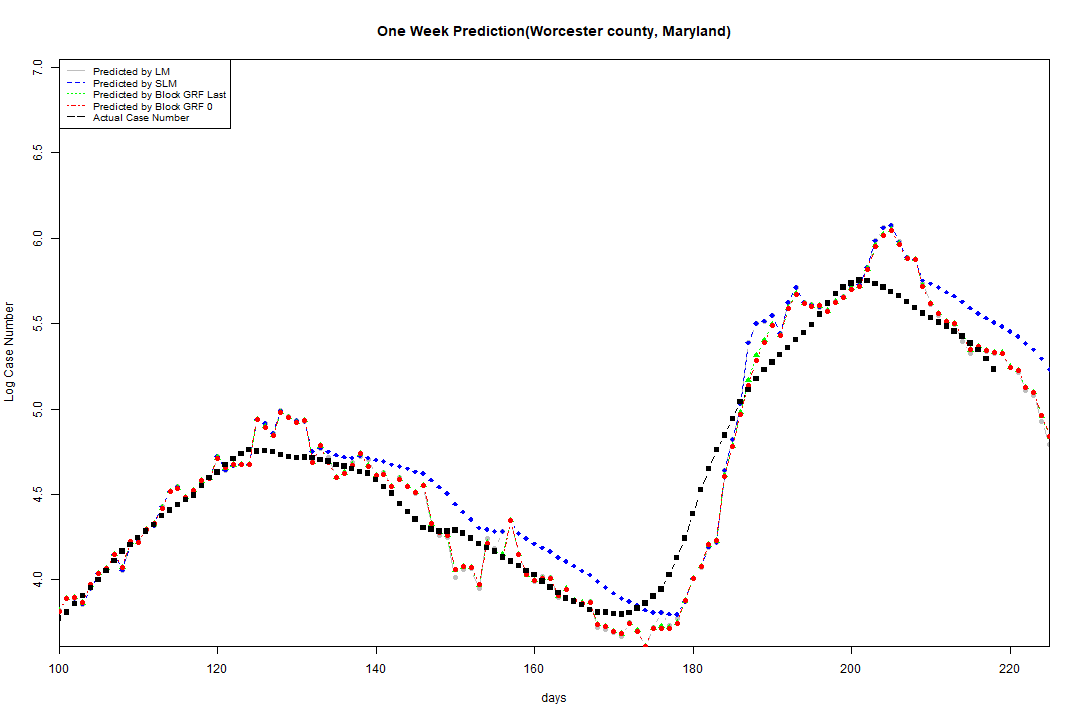 One Week Prediction(Worcester county, Maryland)
Predicted by LM
Predicted by SLM
Predicted by Block GRF Last
Predicted by Block GRF 0
Actual Case Number
7.0
6.5
6.0
5.5
5.0
4.5
4.0
Log Case Number
100 120 140 160 180 200 220
days